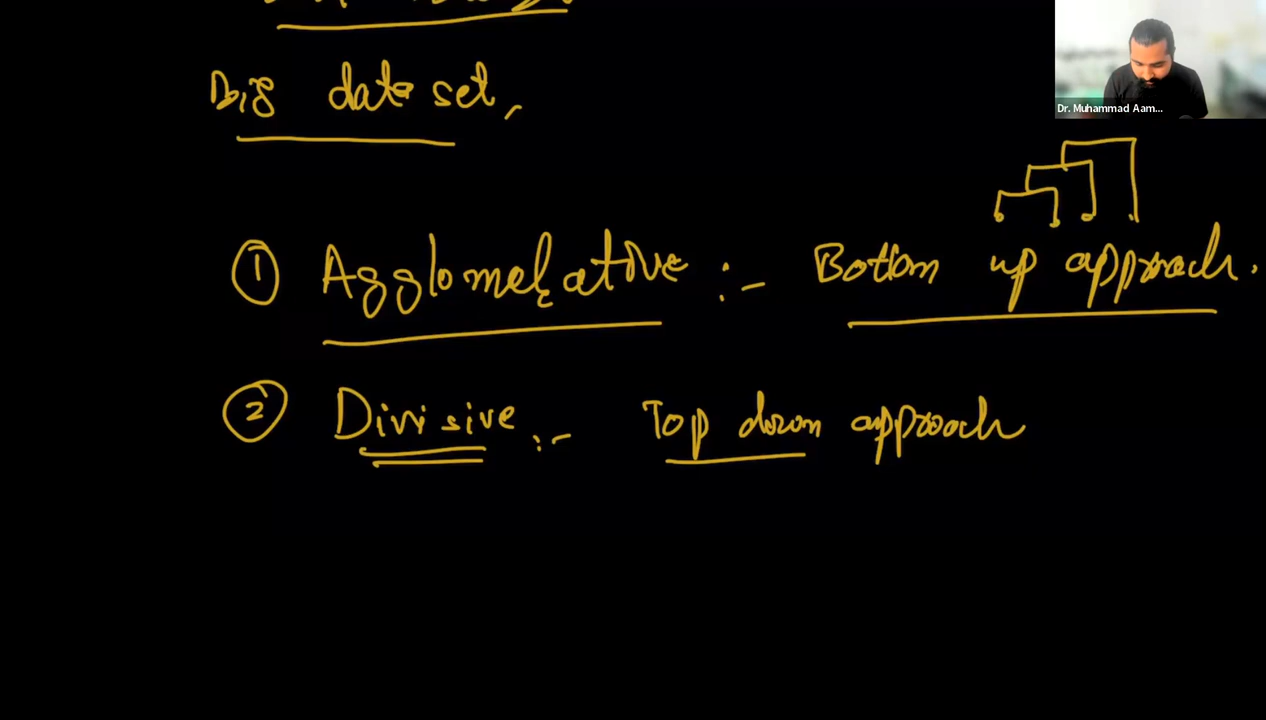 Dr. Muhammad Aam...
Big data set,
① Agglomerative :- Bottom up approach.
② Divisive :- Top down approach